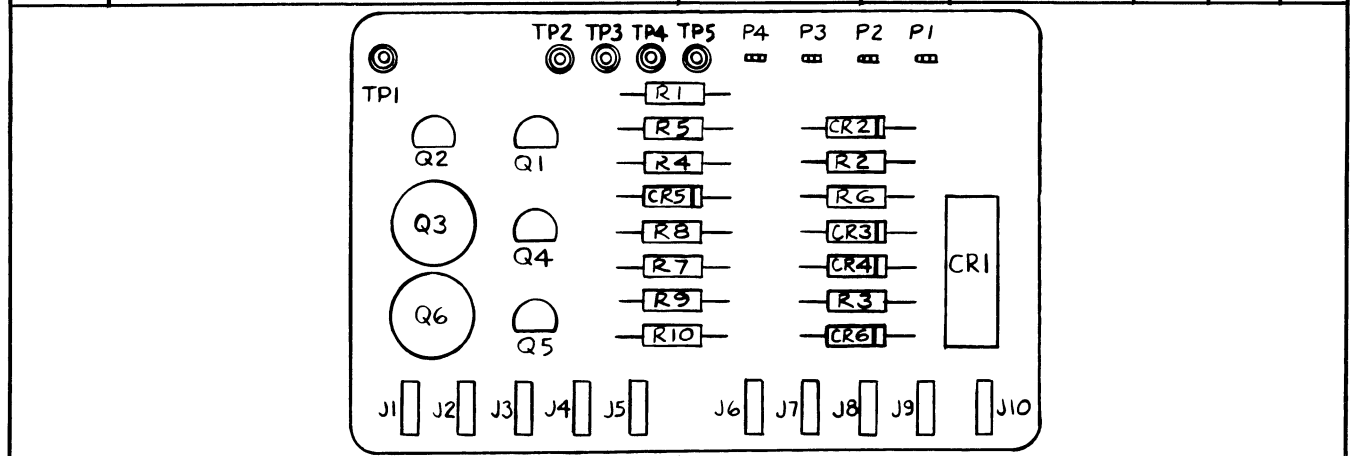 TP2 TP3 TP4 TP5 P4 P3 P2 P1
TP1
R1
R5 CR2
Q2 Q1
R4 R2
CR5 R6
Q3 R8 CR3
Q4
R7 CR4 CR1
R9 R3
Q6
R10 CR6
Q5
J1 J2 J3 J4 J5 J6 J7 J8 J9 J10